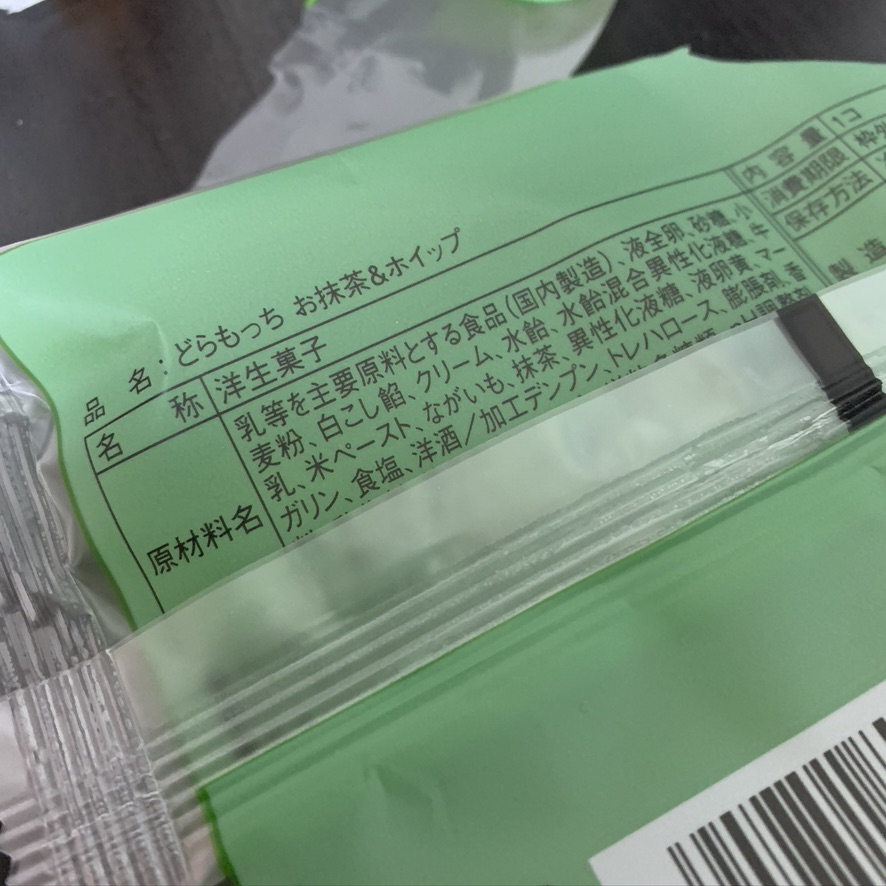 品 名：どらもっち お抹茶&ホイップ
名 称 洋生菓子
原材料名 乳等を主要原料とする食品(国内製造)、液全卵、砂糖、小
麦粉、白こし餡、クリーム、水飴、水飴混合異性化液糖、牛
乳、米ペースト、ながいも、抹茶、異性化液糖、液卵黄、マー
ガリン、食塩、洋酒/加工デンプン、トレハロース、膨脹剤、香
内 容 量 1コ
消費期限 枠外
保存方法
製造